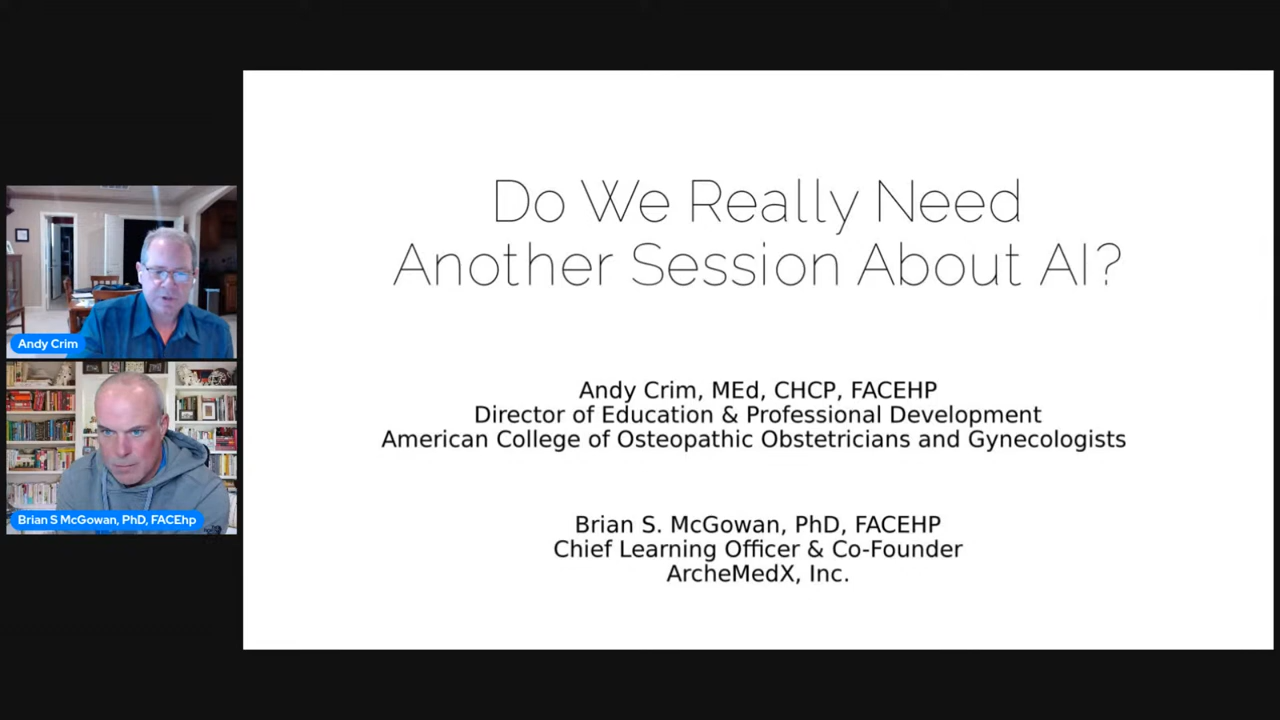 Do We Really Need
Another Session About AI?
Andy Crim, MEd, CHCP, FACEHP
Director of Education & Professional Development
American College of Osteopathic Obstetricians and Gynecologists
Brian S. McGowan, PhD, FACEHP
Chief Learning Officer & Co-Founder
ArcheMedX, Inc.
Andy Crim
Brian S McGowan, PhD, FACEhp